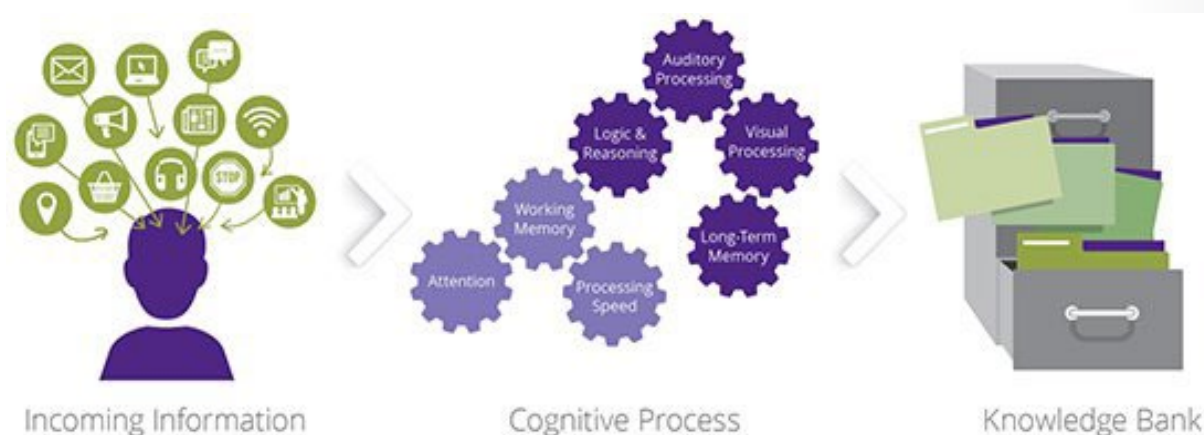 STOP
Auditory
Processing
Logic &
Reasoning
Visual
Processing
Working
Memory
Long-Term
Memory
Attention
Processing
Speed
Incoming Information
Cognitive Process
Knowledge Bank